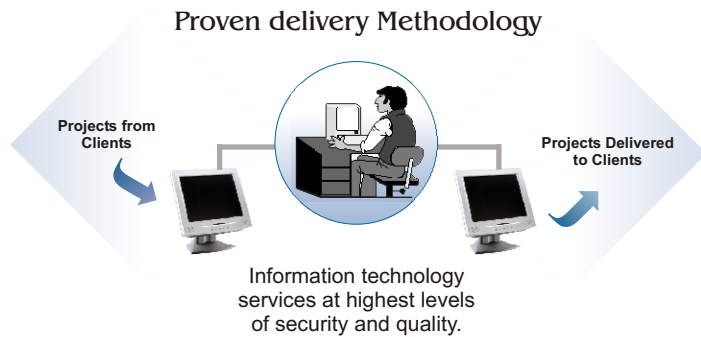 Proven delivery Methodology
Projects from
Clients
Projects Delivered
to Clients
Information technology
services at highest levels
of security and quality.